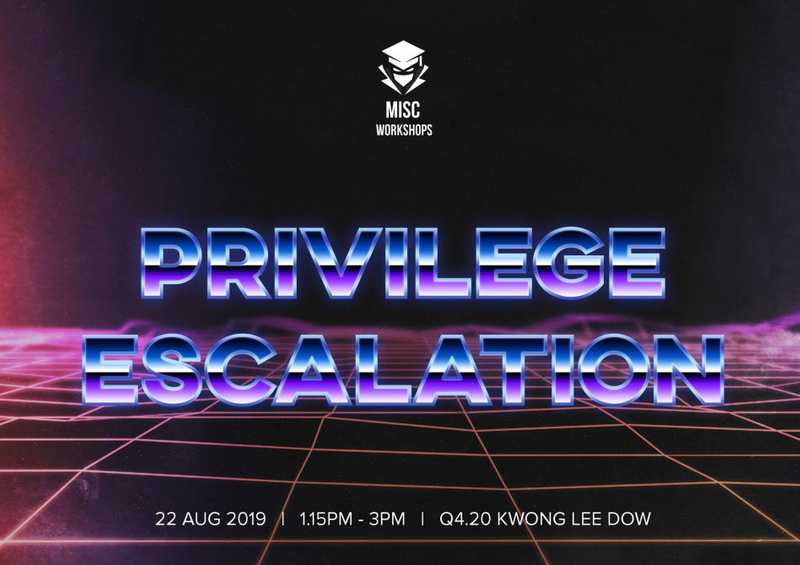 MISC
WORKSHOPS
PRIVILEGE
ESCALATION
22 AUG 2019 | 1.15PM - 3PM | Q4.20 KWONG LEE DOW